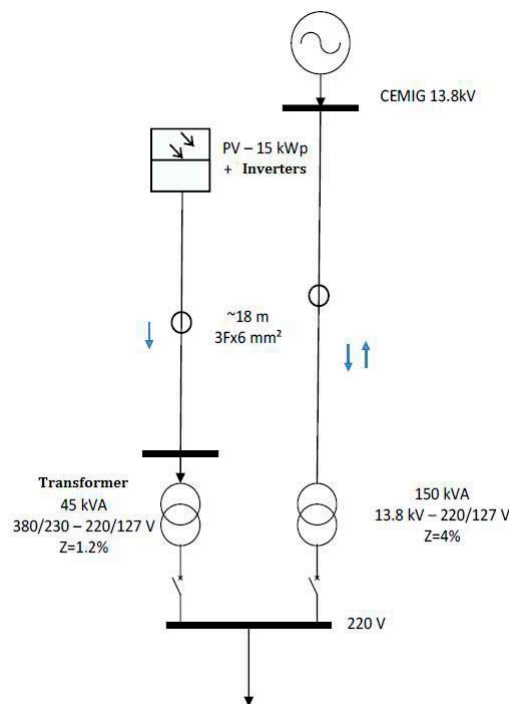 CEMIG 13.8kV
PV – 15 kWp
+ Inverters
~18 m
3Fx6 mm²
Transformer
45 kVA
380/230 – 220/127 V
Z=1.2%
150 kVA
13.8 kV – 220/127 V
Z=4%
220 V